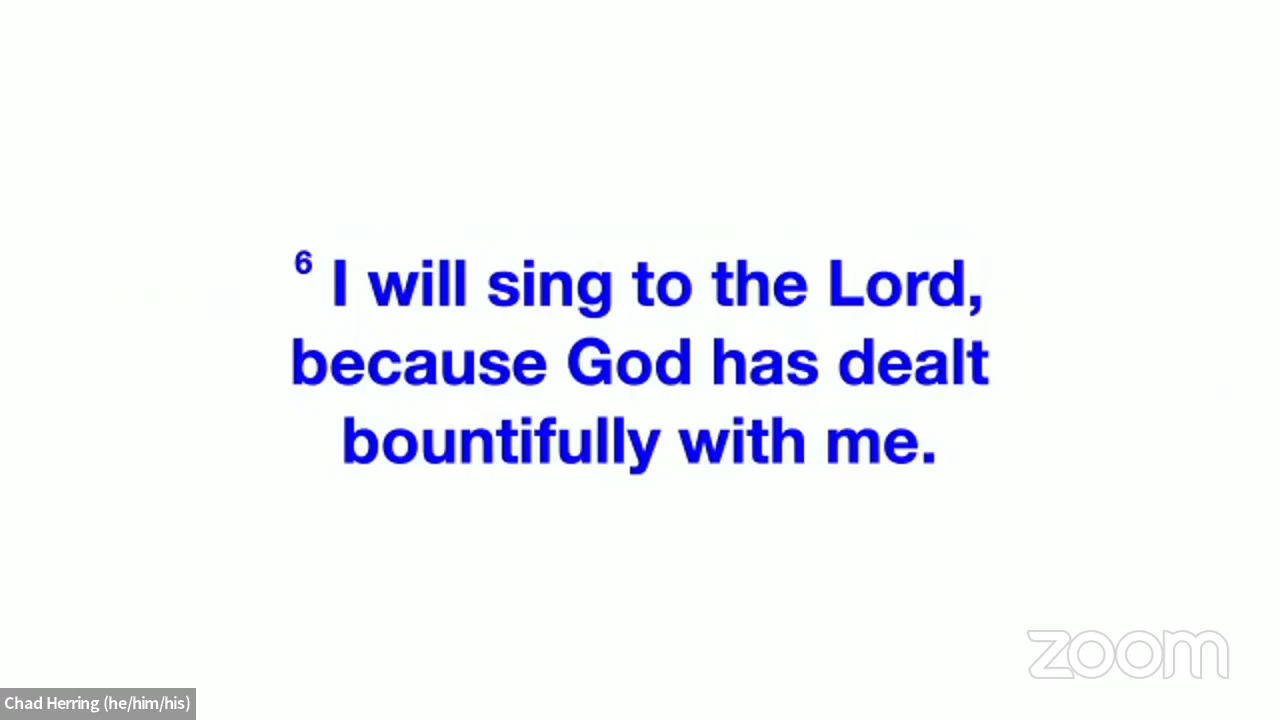 6 I will sing to the Lord,
because God has dealt
bountifully with me.
zoom
Chad Herring (he/him/his)